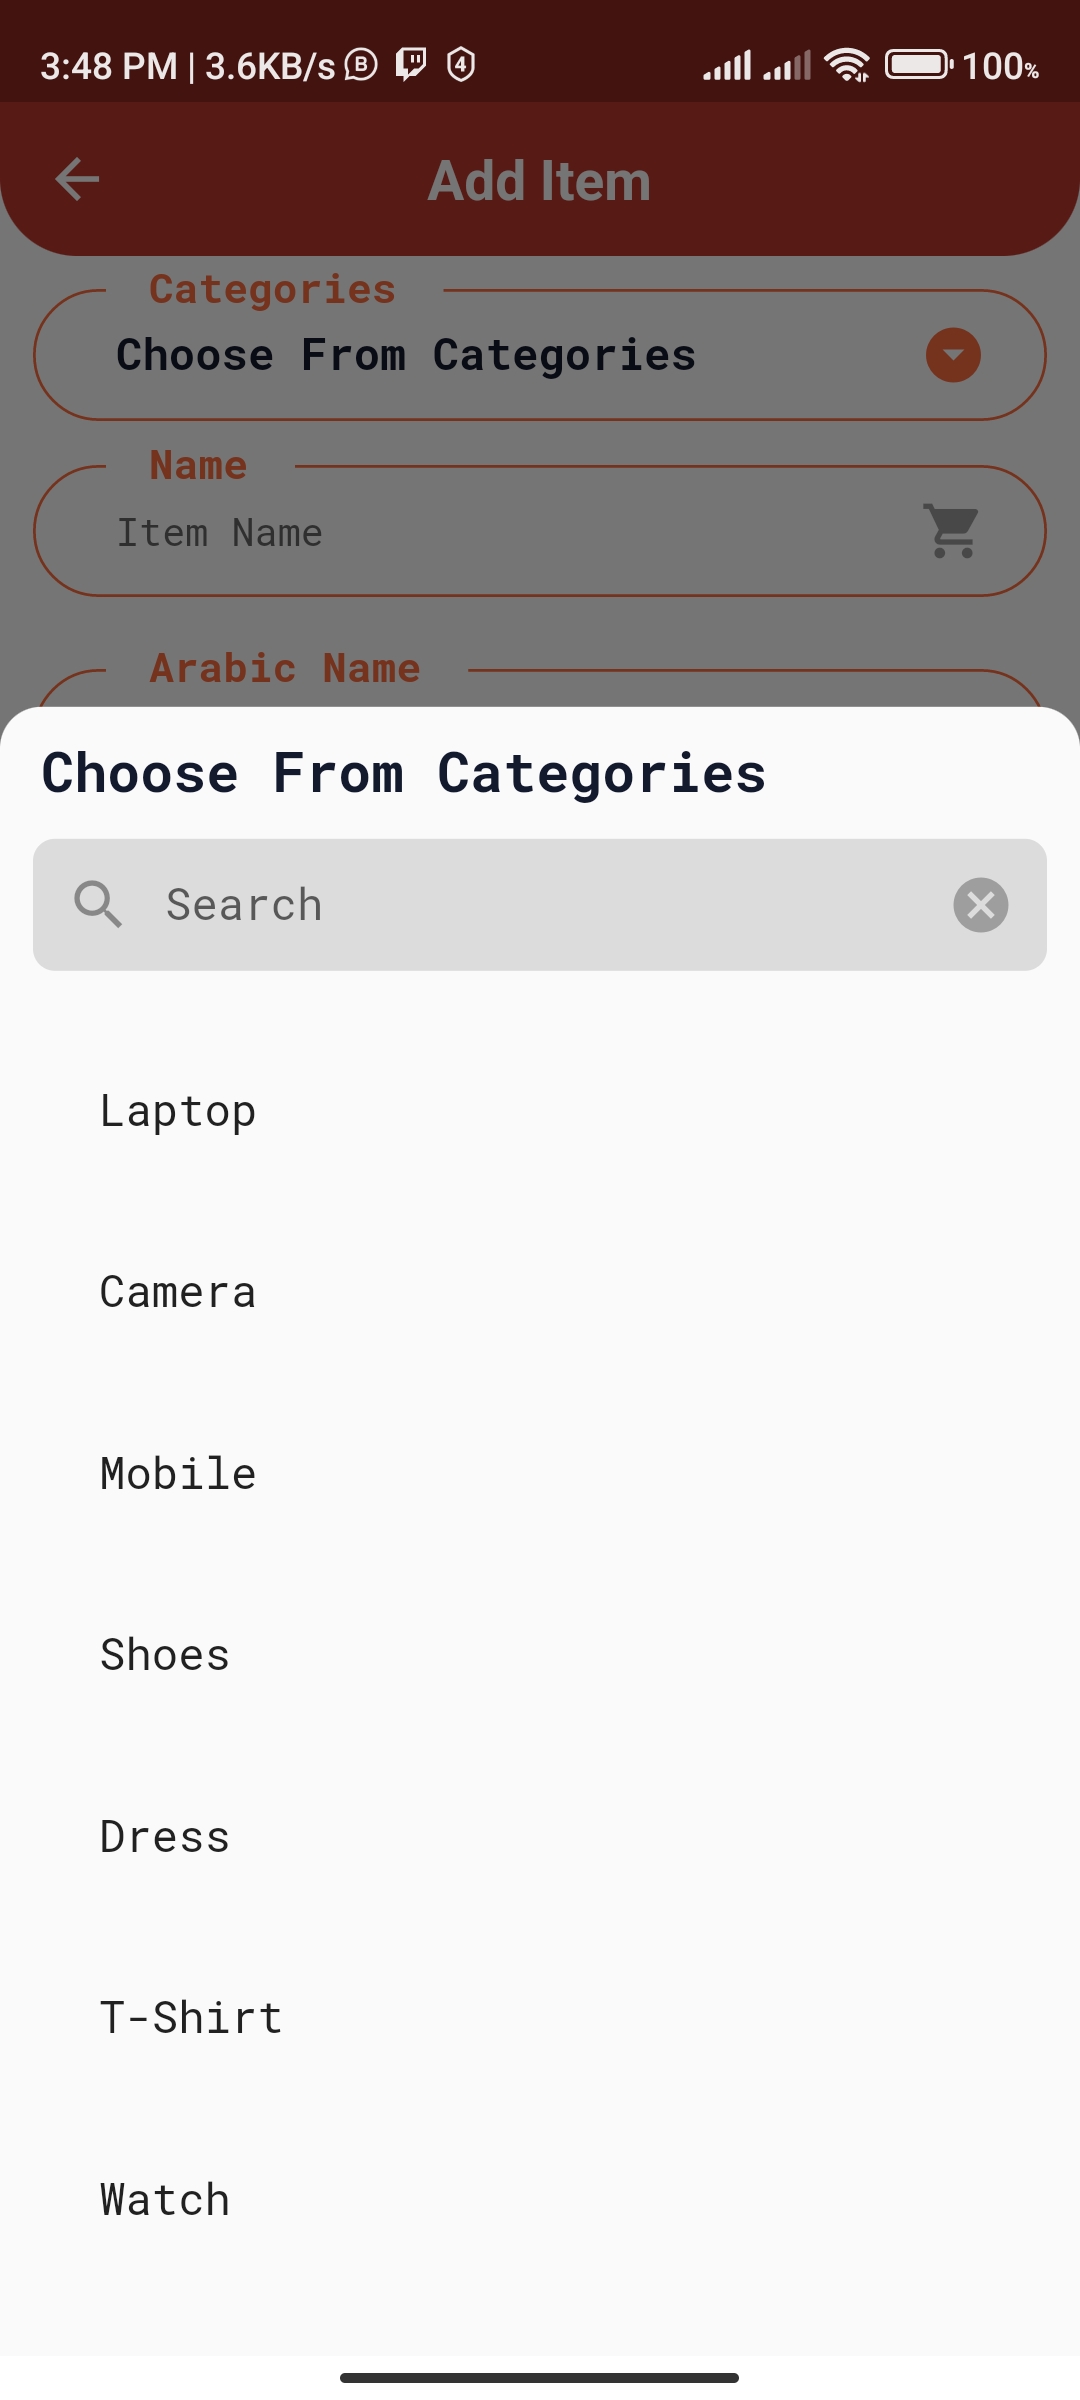 3:48 PM | 3.6KB/s B 4 100%
Add Item
Categories
Choose From Categories
Name
Item Name
Arabic Name
Choose From Categories
Search
Laptop
Camera
Mobile
Shoes
Dress
T-Shirt
Watch